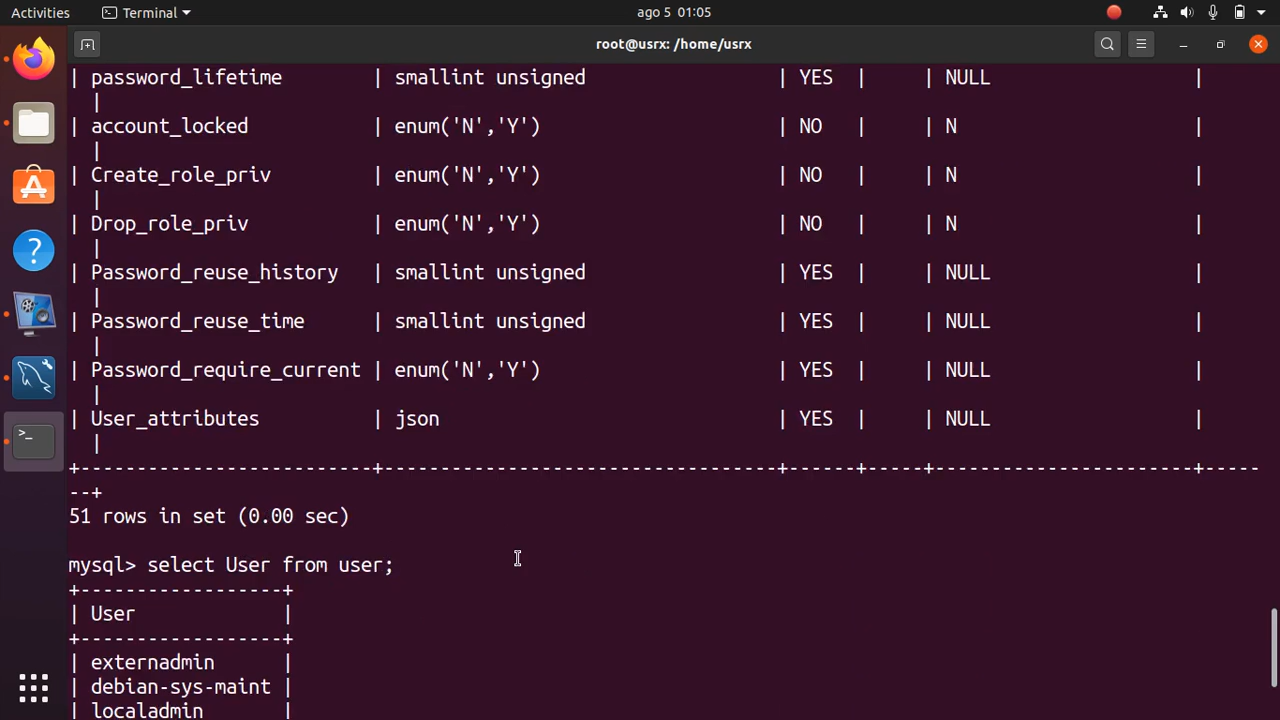 Activities Terminal ago 5 01:05
root@usrx: /home/usrx
| password_lifetime | smallint unsigned | YES | | NULL |
|
| account_locked | enum('N','Y') | NO | | N |
|
| Create_role_priv | enum('N','Y') | NO | | N |
|
| Drop_role_priv | enum('N','Y') | NO | | N |
|
| Password_reuse_history | smallint unsigned | YES | | NULL |
|
| Password_reuse_time | smallint unsigned | YES | | NULL |
|
| Password_require_current | enum('N','Y') | YES | | NULL |
|
| User_attributes | json | YES | | NULL |
|
+--------------------------+-----------------------------------+------+-----+-----------------------+-----
--+
51 rows in set (0.00 sec)
mysql> select User from user;
+------------------+
| User |
+------------------+
| externadmin |
| debian-sys-maint |
| localadmin |